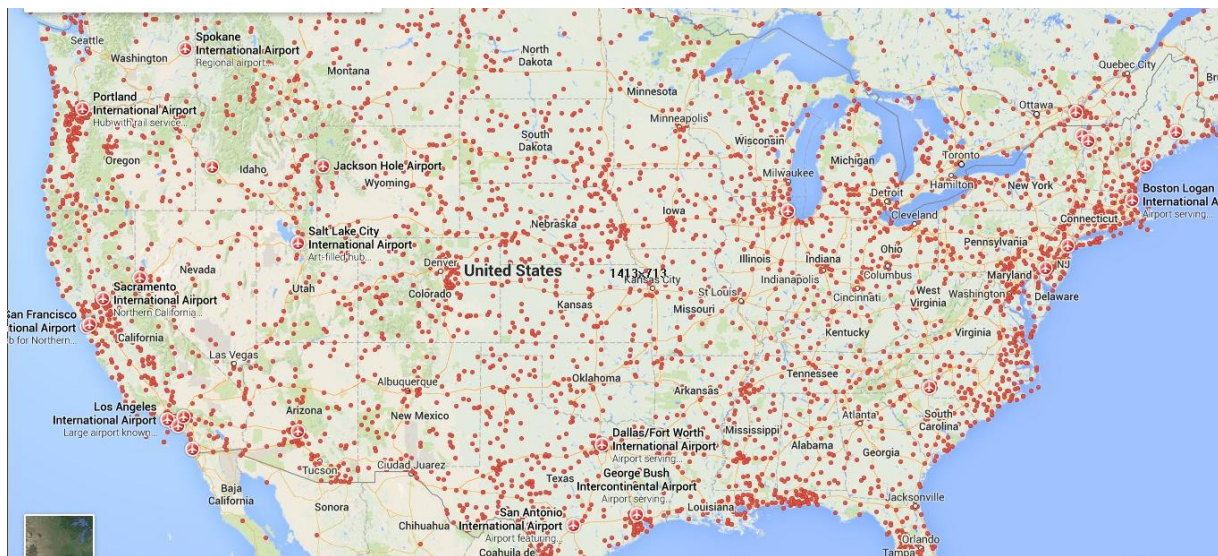 Spokane
International Airport
Regional airport...
Seattle
Washington
Montana
North
Dakota
Minnesota
Quebec City
Portland
International Airport
Hub with rail service...
Minneapolis
Ottawa
Oregon
Idaho
Jackson Hole Airport
Wyoming
South
Dakota
Wisconsin
Milwaukee
Michigan
Toronto
Hamilton
Detroit
New York
Boston Logan
International A
Airport serving...
Salt Lake City
International Airport
Art-filled hub...
Nebraska
Iowa
Cleveland
Connecticut
Nevada
Utah
Denver
Colorado
United States
1413×713
Kansas City
Illinois
Indiana
Indianapolis
Ohio
Columbus
Pennsylvania
NJ
Maryland
Sacramento
International Airport
Northern California...
San Francisco
tional Airport
b for Northern...
California
Kansas
St Louis
Missouri
Cincinnati
West
Virginia
Washington
Delaware
Las Vegas
Kentucky
Virginia
Albuquerque
Oklahoma
Arkansas
Tennessee
Los Angeles
International Airport
Large airport known...
Arizona
New Mexico
Dallas/Fort Worth
International Airport
Airport serving...
Mississippi
Alabama
Atlanta
Georgia
South
Carolina
Tucson
Ciudad Juarez
Texas
George Bush
Intercontinental Airport
Airport serving...
Baja
California
Sonora
Chihuahua
San Antonio
International Airport
Airport featuring...
Coahuila de
Louisiana
Jacksonville
Orlando
Tampa